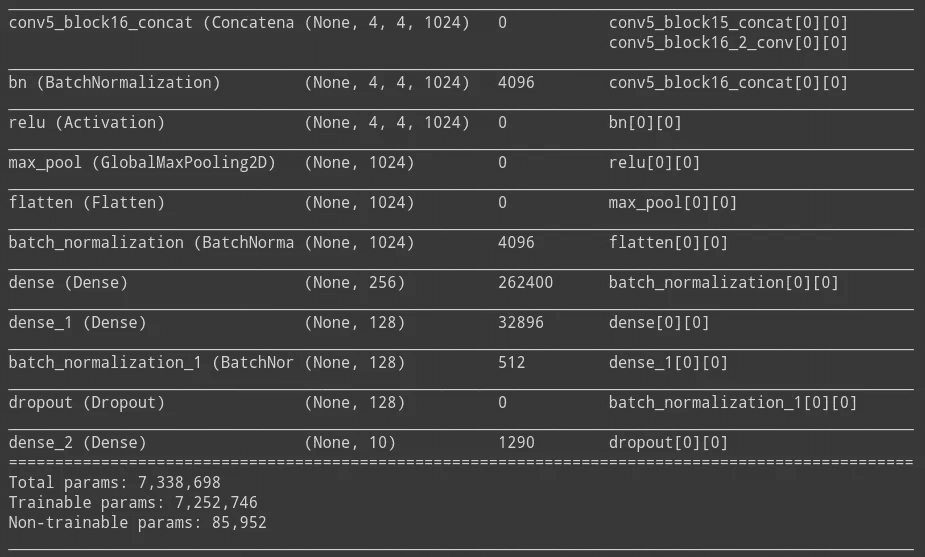 conv5_block16_concat (Concatena (None, 4, 4, 1024) 0 conv5_block15_concat[0][0]
conv5_block16_2_conv[0][0]
bn (BatchNormalization) (None, 4, 4, 1024) 4096 conv5_block16_concat[0][0]
relu (Activation) (None, 4, 4, 1024) 0 bn[0][0]
max_pool (GlobalMaxPooling2D) (None, 1024) 0 relu[0][0]
flatten (Flatten) (None, 1024) 0 max_pool[0][0]
batch_normalization (BatchNorma (None, 1024) 4096 flatten[0][0]
dense (Dense) (None, 256) 262400 batch_normalization[0][0]
dense_1 (Dense) (None, 128) 32896 dense[0][0]
batch_normalization_1 (BatchNor (None, 128) 512 dense_1[0][0]
dropout (Dropout) (None, 128) 0 batch_normalization_1[0][0]
dense_2 (Dense) (None, 10) 1290 dropout[0][0]
Total params: 7,338,698
Trainable params: 7,252,746
Non-trainable params: 85,952